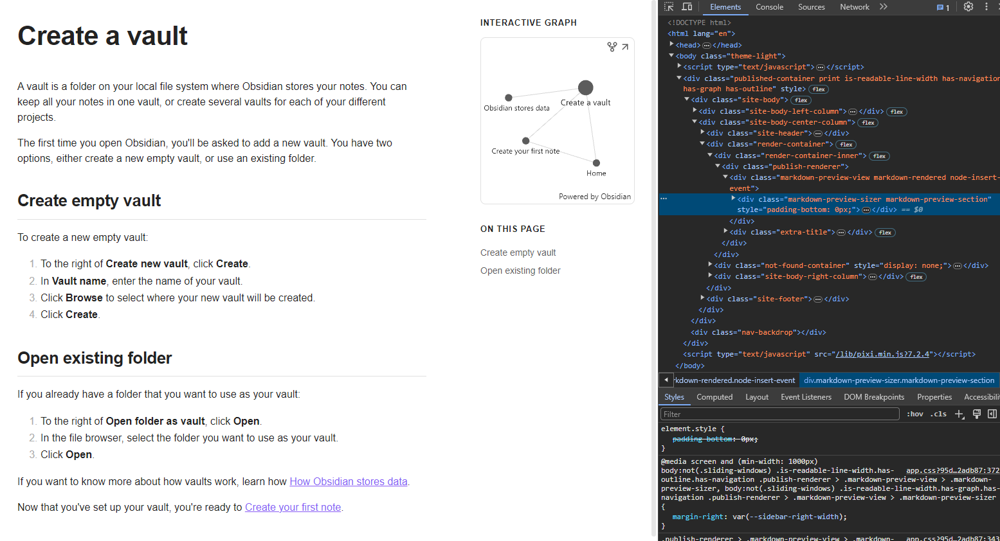 Create a vault
A vault is a folder on your local file system where Obsidian stores your notes. You can
keep all your notes in one vault, or create several vaults for each of your different
projects.
The first time you open Obsidian, you'll be asked to add a new vault. You have two
options, either create a new empty vault, or use an existing folder.
Create empty vault
To create a new empty vault:
1. To the right of Create new vault, click Create.
2. In Vault name, enter the name of your vault.
3. Click Browse to select where your new vault will be created.
4. Click Create.
Open existing folder
If you already have a folder that you want to use as your vault:
1. To the right of Open folder as vault, click Open.
2. In the file browser, select the folder you want to use as your vault.
3. Click Open.
If you want to know more about how vaults work, learn how How Obsidian stores data.
Now that you've set up your vault, you're ready to Create your first note.
INTERACTIVE GRAPH
Create a vault
Obsidian stores data
Create your first note
Home
Powered by Obsidian
ON THIS PAGE
Create empty vault
Open existing folder
Elements Console Sources Network 1
<!DOCTYPE html>
<html lang="en">
<head>…</head>
<body class="theme-light">
<script type="text/javascript">…</script>
<div class="published-container print is-readable-line-width has-navigation
has-graph has-outline" style> flex
<div class="site-body"> flex
<div class="site-body-left-column">…</div> flex
<div class="site-body-center-column"> flex
<div class="site-header">…</div>
<div class="render-container"> flex
<div class="render-container-inner"> flex
<div class="publish-renderer">
<div class="markdown-preview-view markdown-rendered node-insert-
event">
<div class="markdown-preview-sizer markdown-preview-section"
style="padding-bottom: 0px;">…</div> == $0
</div>
<div class="extra-title">…</div> flex
</div>
</div>
<div class="not-found-container" style="display: none;">…</div>
<div class="site-body-right-column">…</div> flex
</div>
<div class="site-footer">…</div>
</div>
</div>
<div class="nav-backdrop"></div>
</div>
<script type="text/javascript" src="/lib/pixi.min.js?7.2.4"></script>
</body>
rkdown-rendered.node-insert-event div.markdown-preview-sizer.markdown-preview-section
Styles Computed Layout Event Listeners DOM Breakpoints Properties Accessibili
Filter :hov .cls
element.style {
padding-bottom: 0px;
}
@media screen and (min-width: 1000px)
body:not(.sliding-windows) .is-readable-line-width.has- app.css?95d…2adb87:372
outline.has-navigation .publish-renderer > .markdown-preview-view > .markdown-
preview-sizer, body:not(.sliding-windows) .is-readable-line-width.has-graph.has-
navigation .publish-renderer > .markdown-preview-view > .markdown-preview-sizer
{
margin-right: var(--sidebar-right-width);
}
.publish-renderer > .markdown-preview-view > .markdown- app.css?95d…2adb87:343